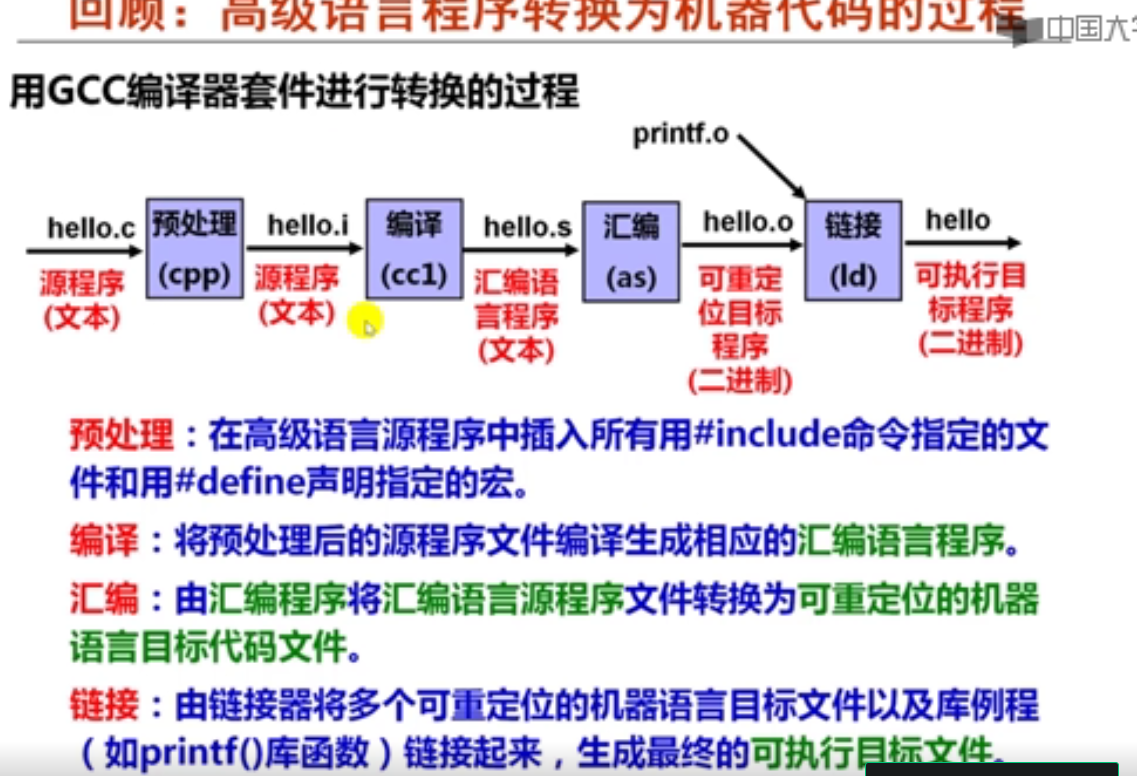 回顾：高级语言程序转换为机器代码的过程
中国大学
用GCC编译器套件进行转换的过程
printf.o
hello.c
预处理
(cpp)
hello.i
编译
(cc1)
hello.s
汇编
(as)
hello.o
链接
(ld)
hello
源程序
(文本)
源程序
(文本)
汇编语
言程序
(文本)
可重定
位目标
程序
(二进制)
可执行目
标程序
(二进制)
预处理：在高级语言源程序中插入所有用#include命令指定的文
件和用#define声明指定的宏。
编译：将预处理后的源程序文件编译生成相应的汇编语言程序。
汇编：由汇编程序将汇编语言源程序文件转换为可重定位的机器
语言目标代码文件。
链接：由链接器将多个可重定位的机器语言目标文件以及库例程
（如printf()库函数）链接起来，生成最终的可执行目标文件。